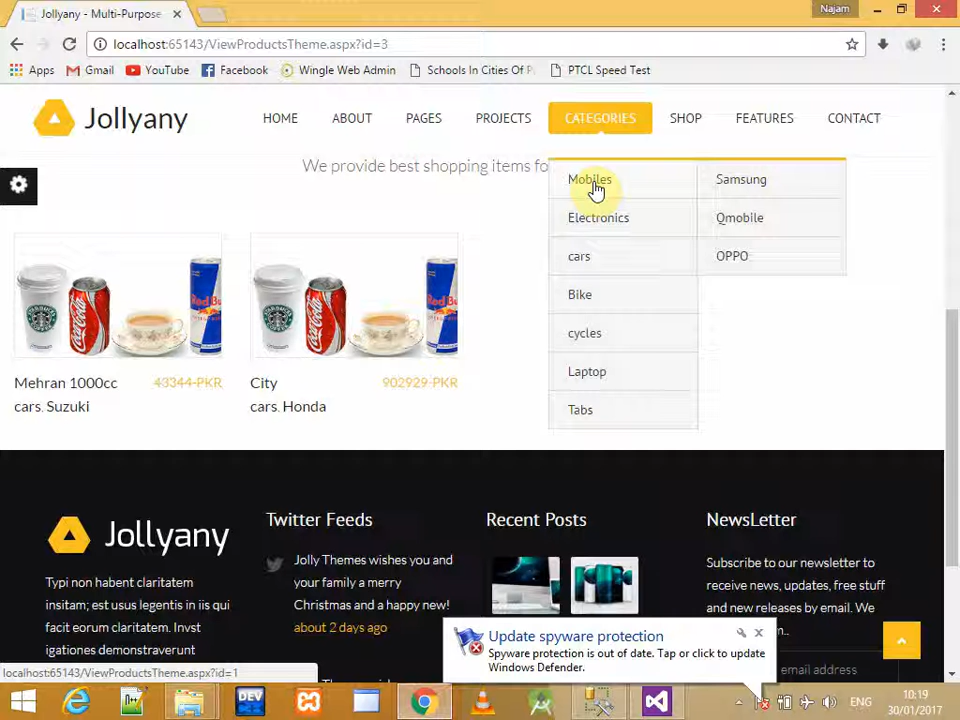 Jollyany - Multi-Purpose
Najam
localhost:65143/ViewProductsTheme.aspx?id=3
Apps
Gmail
YouTube
Facebook
Wingle Web Admin
Schools In Cities Of P
PTCL Speed Test
Jollyany
HOME
ABOUT
PAGES
PROJECTS
CATEGORIES
SHOP
FEATURES
CONTACT
We provide best shopping items fo
Mobiles
Electronics
cars
Bike
cycles
Laptop
Tabs
Samsung
Qmobile
OPPO
Mehran 1000cc 43344-PKR
cars, Suzuki
City 902929-PKR
cars, Honda
Jollyany
Typi non habent claritatem
insitam; est usus legentis in iis qui
facit eorum claritatem. Invst
igationes demonstraverunt
Twitter Feeds
Jolly Themes wishes you and
your family a merry
Christmas and a happy new!
about 2 days ago
Recent Posts
NewsLetter
Subscribe to our newsletter to
receive news, updates, free stuff
and new releases by email. We
email address
Update spyware protection
Spyware protection is out of date. Tap or click to update
Windows Defender.
localhost:65143/ViewProductsTheme.aspx?id=1
DEV
ENG
10:19
30/01/2017